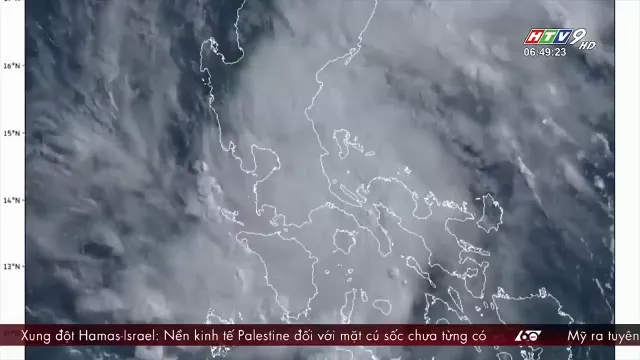 HTV9 HD
06:49:23
16°N
15°N
14°N
13°N
Xung đột Hamas-Israel: Nền kinh tế Palestine đối với mặt cú sốc chưa từng có
Mỹ ra tuyên